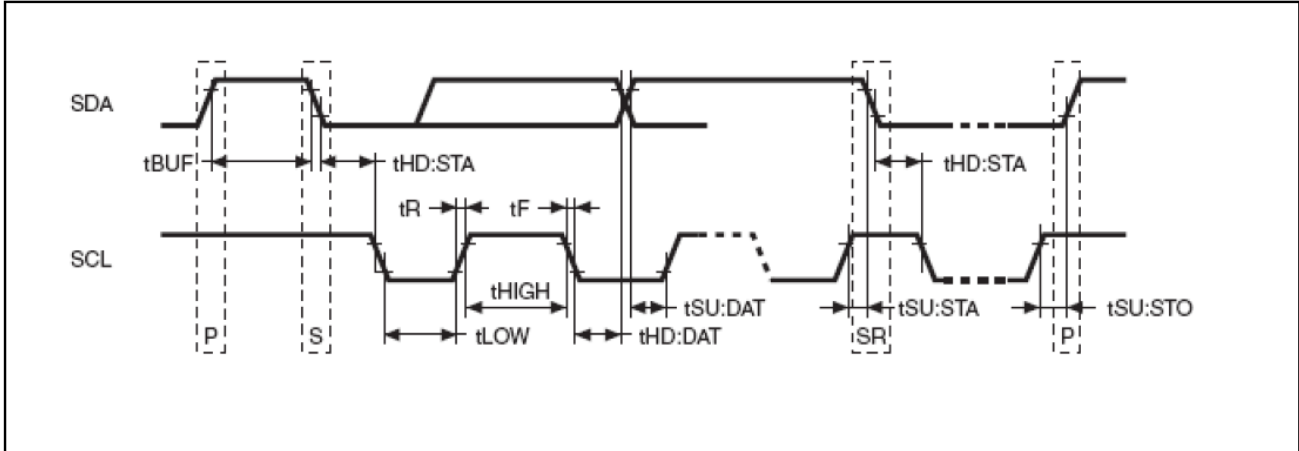 SDA
tBUF tHD:STA tHD:STA
tR tF
SCL
tHIGH tSU:DAT tSU:STA tSU:STO
tLOW tHD:DAT
P S SR P